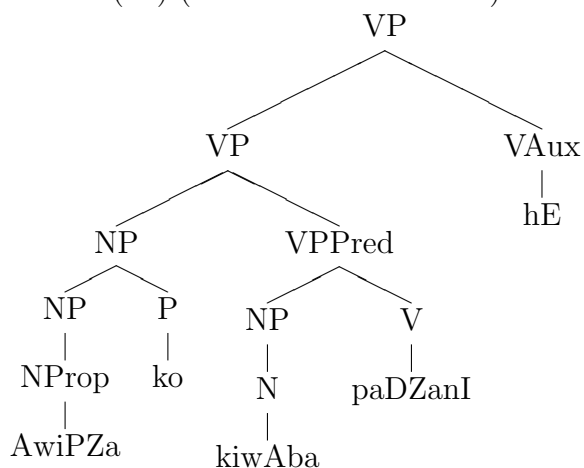 VP
VP VAux
hE
NP VPPred
NP P NP V
NProp ko N paDZanI
AwiPZa kiwAba